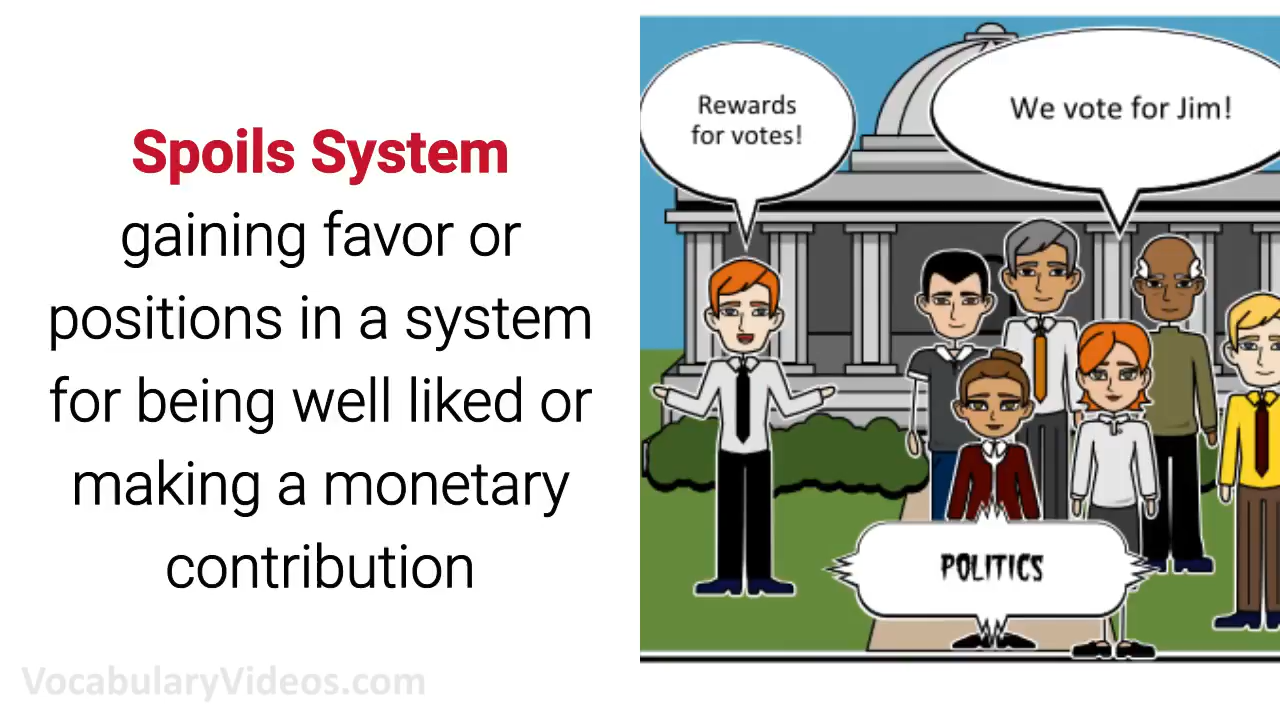 Spoils System
gaining favor or
positions in a system
for being well liked or
making a monetary
contribution
VocabularyVideos.com
Rewards
for votes!
We vote for Jim!
POLITICS